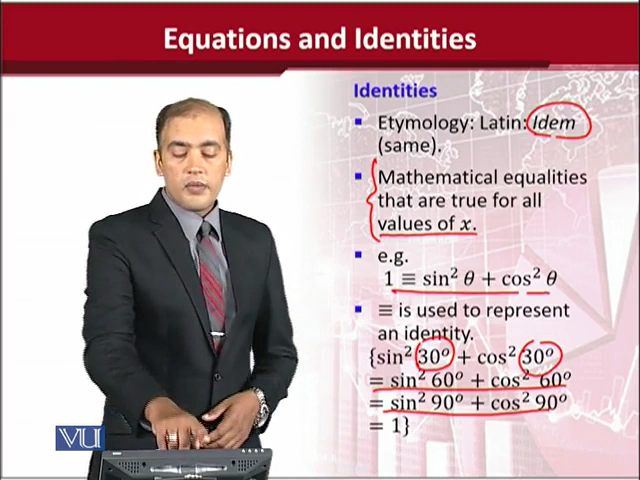 Equations and Identities
Identities
▪ Etymology: Latin: Idem
(same).
▪ Mathematical equalities
that are true for all
values of x.
▪ e.g.
1 ≡ sin² θ + cos² θ
▪ ≡ is used to represent
an identity.
{sin² 30° + cos² 30°
= sin² 60° + cos² 60°
= sin² 90° + cos² 90°
= 1}
VU